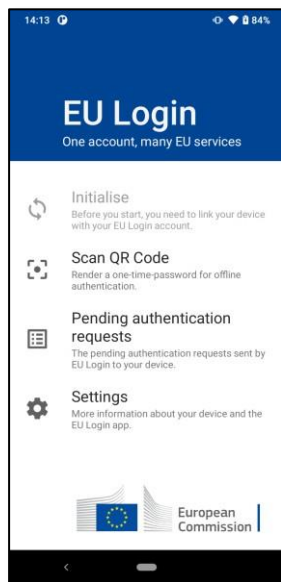 14:13
84%
EU Login
One account, many EU services
Initialise
Before you start, you need to link your device
with your EU Login account.
Scan QR Code
Render a one-time-password for offline
authentication.
Pending authentication
requests
The pending authentication requests sent by
EU Login to your device.
Settings
More information about your device and the
EU Login app.
European
Commission